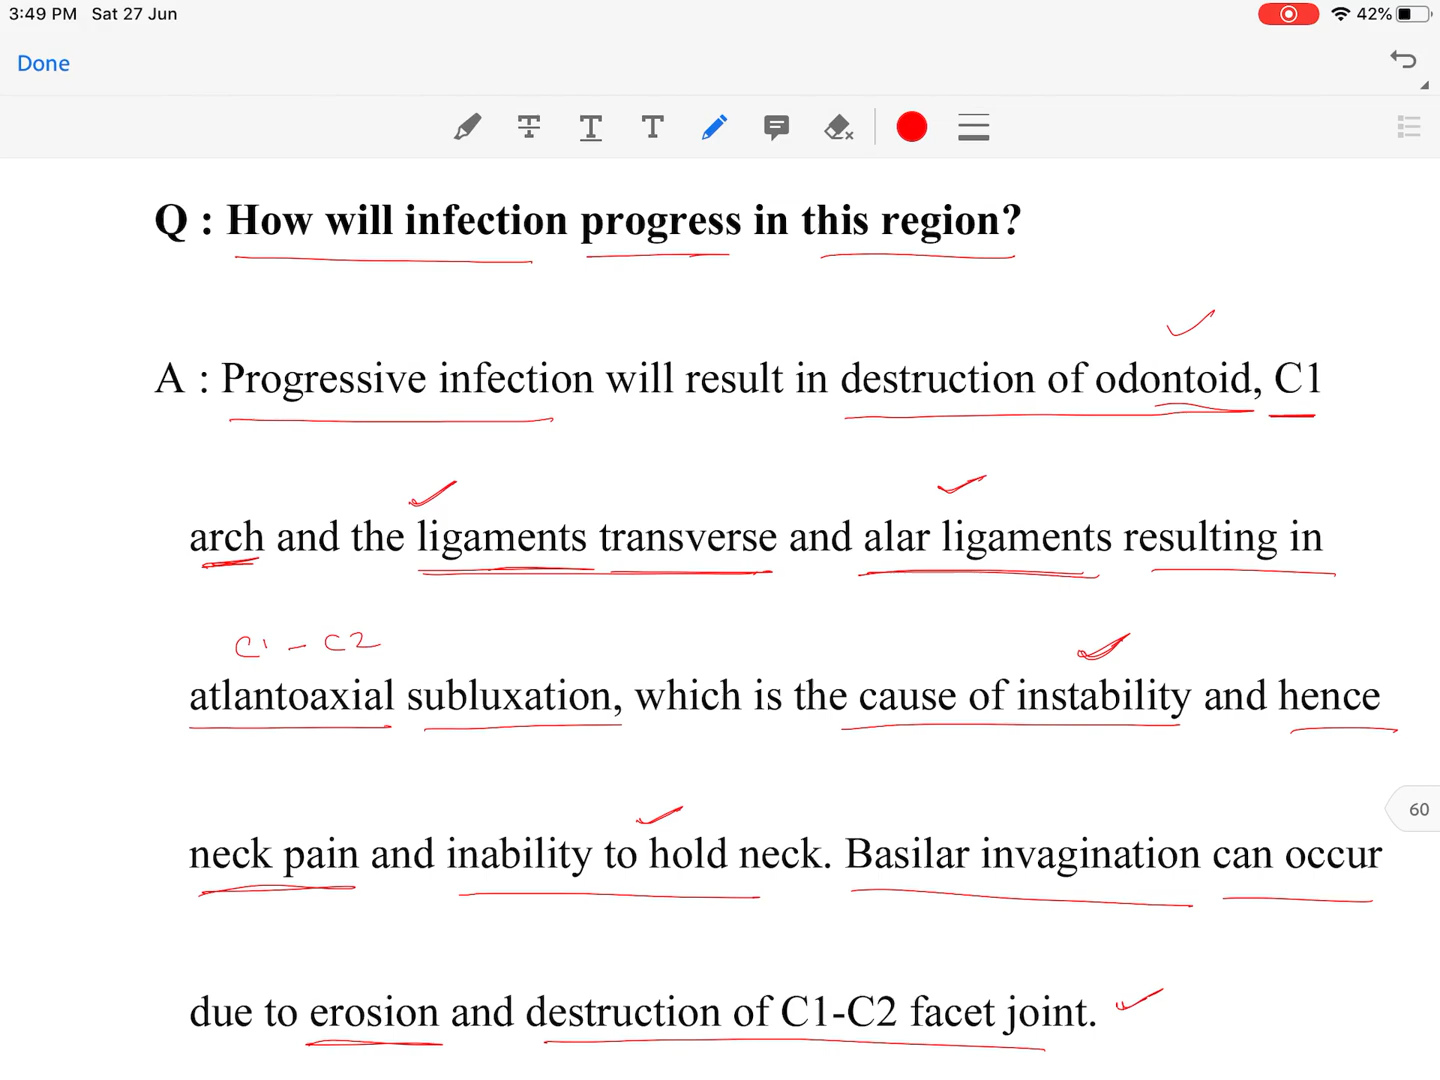 3:49 PM Sat 27 Jun 42%
Done
T T T
Q : How will infection progress in this region?
A : Progressive infection will result in destruction of odontoid, C1
arch and the ligaments transverse and alar ligaments resulting in
C1 - C2
atlantoaxial subluxation, which is the cause of instability and hence
60
neck pain and inability to hold neck. Basilar invagination can occur
due to erosion and destruction of C1-C2 facet joint.